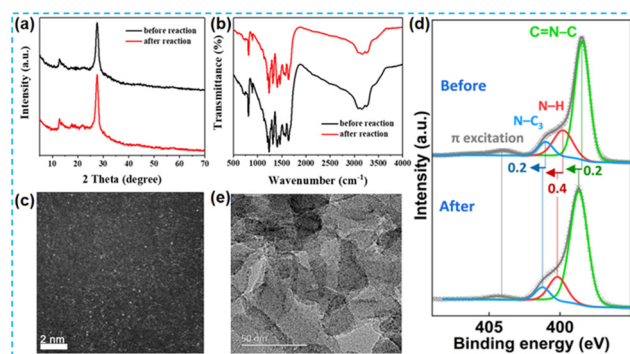 (a)
before reaction
after reaction
Intensity (a.u.)
0 10 20 30 40 50 60 70
2 Theta (degree)
(b)
Transmittance (%)
before reaction
after reaction
500 1000 1500 2000 2500 3000 3500 4000
Wavenumber (cm⁻¹)
(c)
2 nm
(e)
50 nm
(d)
C=N–C
Before
N–H
N–C₃
π excitation
0.2
0.2
0.4
After
Intensity (a.u.)
405 400
Binding energy (eV)